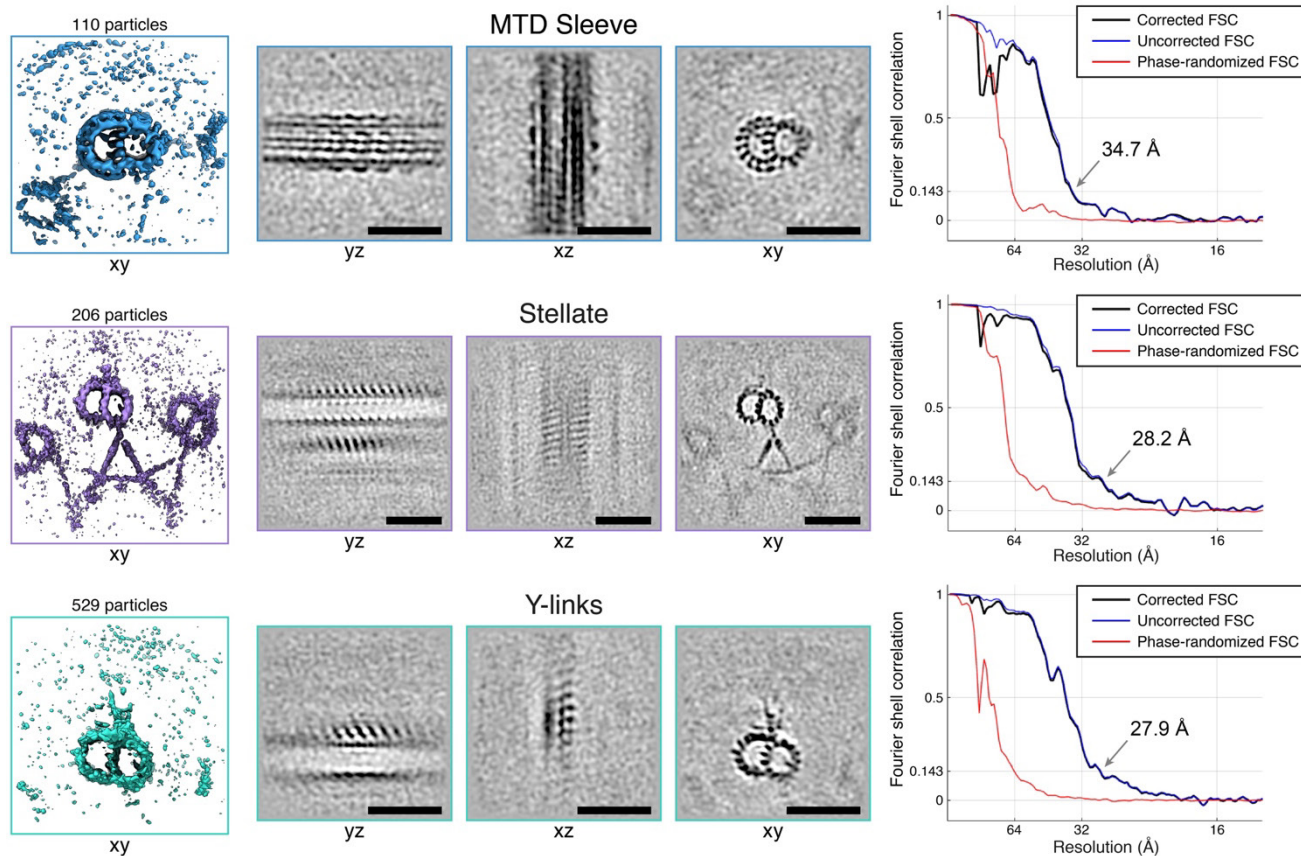 MTD Sleeve
110 particles
xy
yz
xz
xy
Fourier shell correlation
1
0.5
0.143
0
64
32
16
Resolution (Å)
Corrected FSC
Uncorrected FSC
Phase-randomized FSC
34.7 Å
Stellate
206 particles
xy
yz
xz
xy
Fourier shell correlation
1
0.5
0.143
0
64
32
16
Resolution (Å)
Corrected FSC
Uncorrected FSC
Phase-randomized FSC
28.2 Å
Y-links
529 particles
xy
yz
xz
xy
Fourier shell correlation
1
0.5
0.143
0
64
32
16
Resolution (Å)
Corrected FSC
Uncorrected FSC
Phase-randomized FSC
27.9 Å